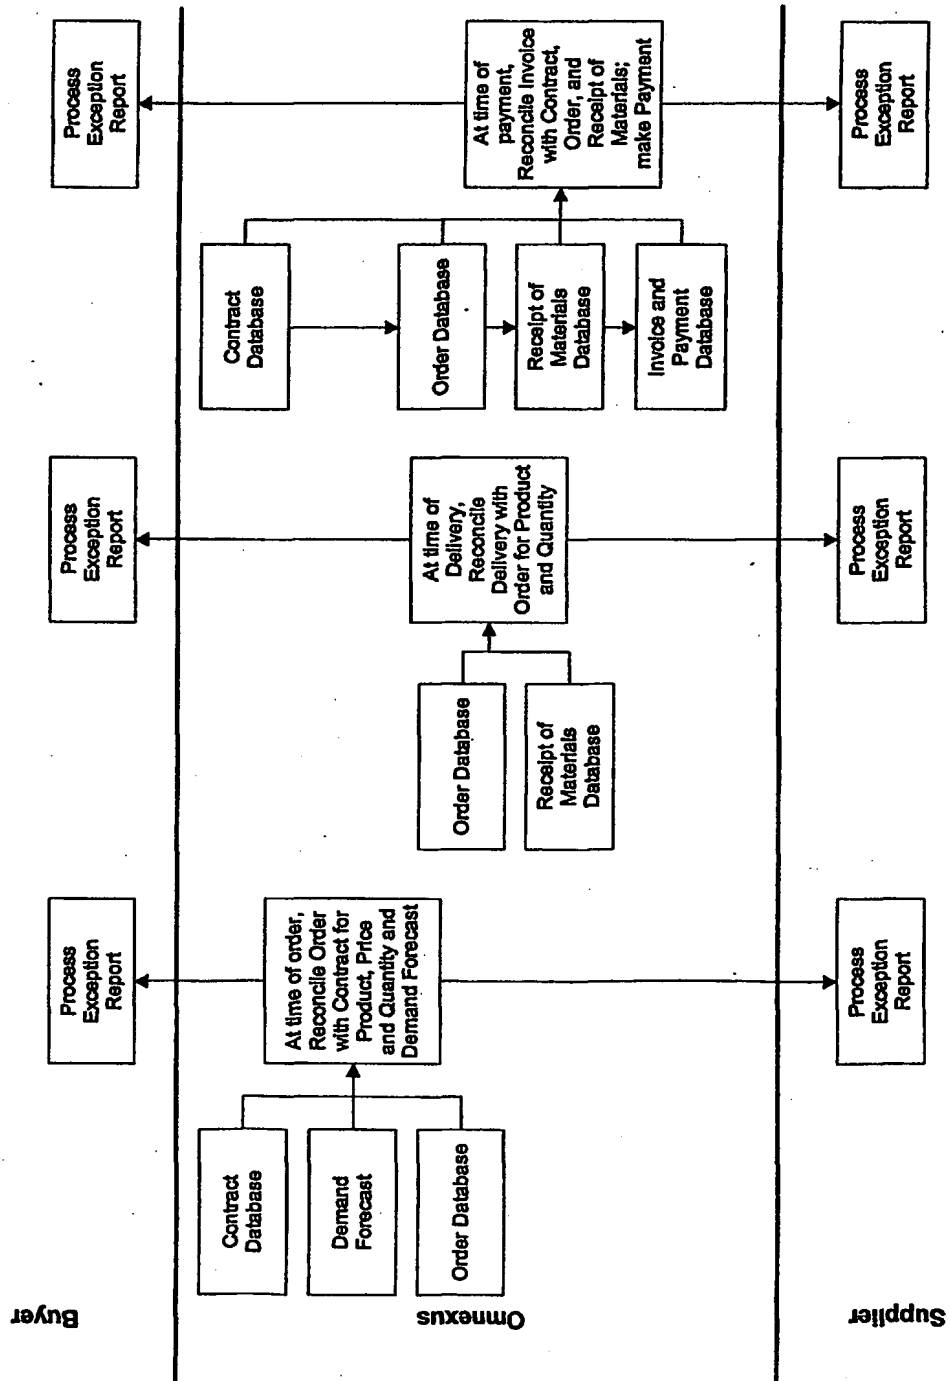 Buyer
Process
Exception
Report
Process
Exception
Report
Process
Exception
Report
Omnexus
Contract
Database
Demand
Forecast
Order Database
At time of order,
Reconcile Order
with Contract for
Product, Price
and Quantity and
Demand Forecast
Order Database
Receipt of
Materials
Database
At time of
Delivery,
Reconcile
Delivery with
Order for Product
and Quantity
Contract
Database
Order Database
Receipt of
Materials
Database
Invoice and
Payment
Database
At time of
payment,
Reconcile Invoice
with Contract,
Order, and
Receipt of
Materials;
make Payment
Supplier
Process
Exception
Report
Process
Exception
Report
Process
Exception
Report